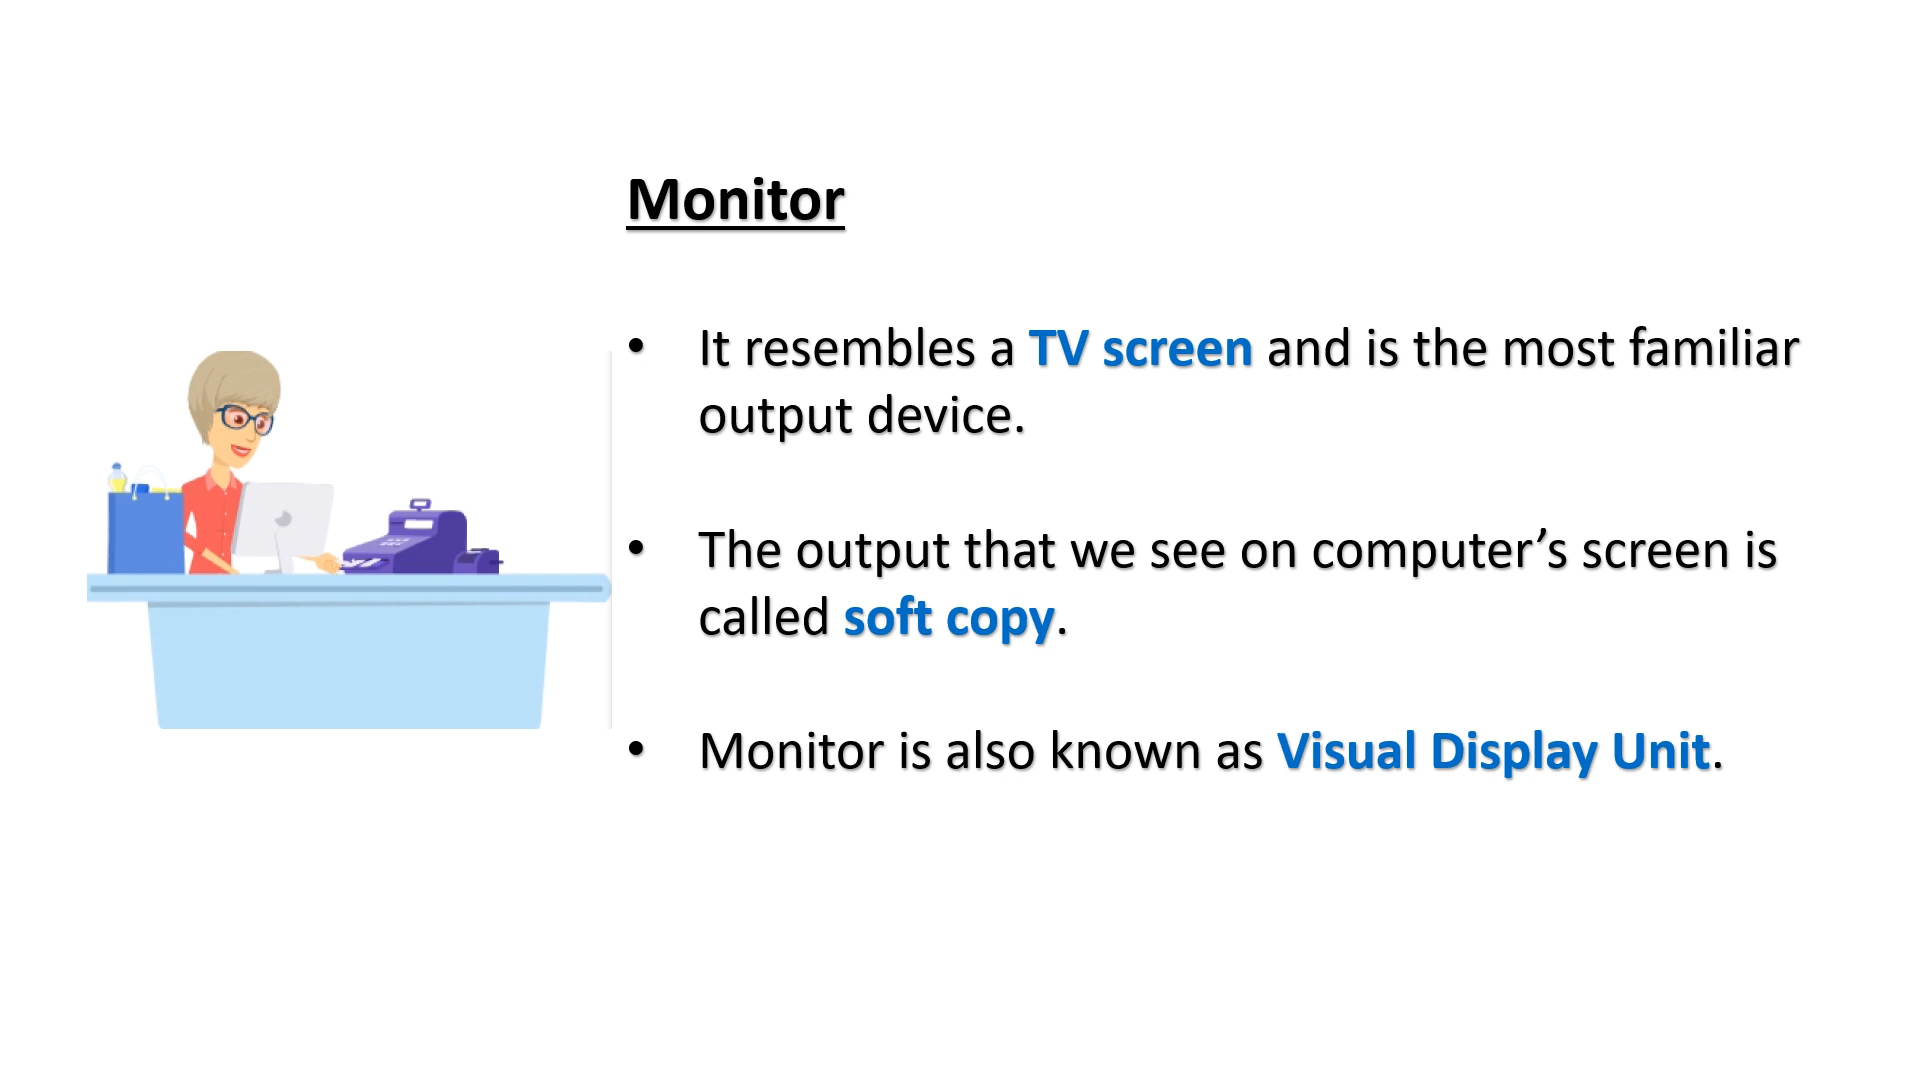 Monitor
• It resembles a TV screen and is the most familiar
output device.
• The output that we see on computer’s screen is
called soft copy.
• Monitor is also known as Visual Display Unit.